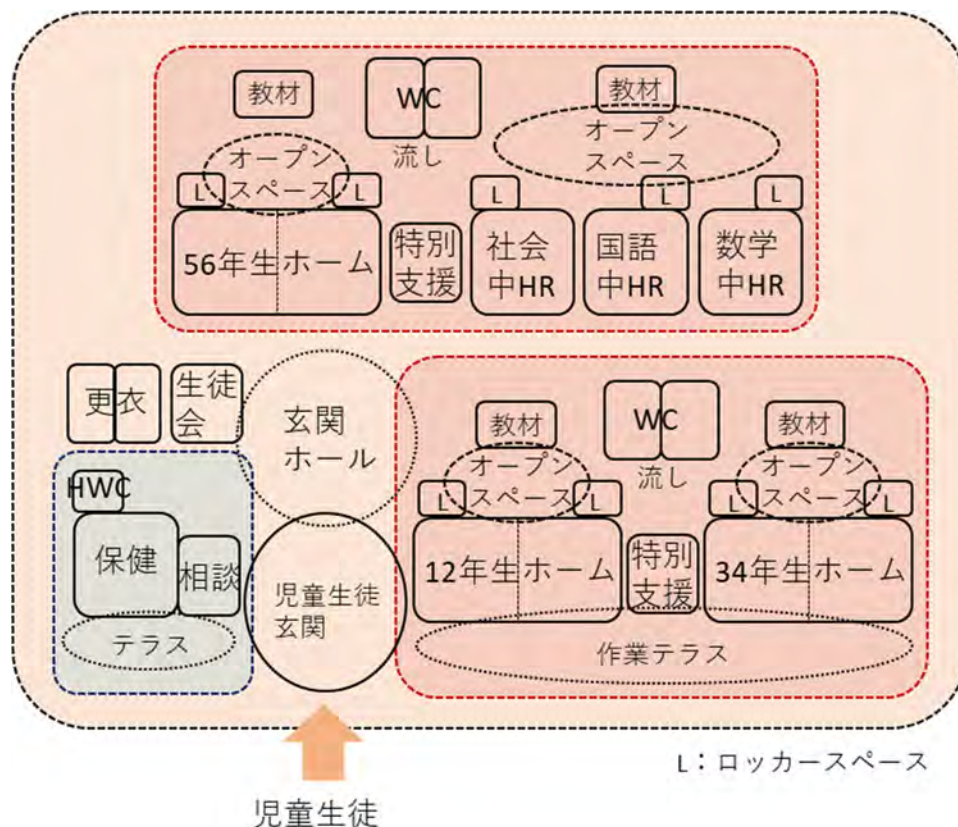 教材
WC
教材
オープン
スペース
流し
オープン
スペース
L
L
L
L
L
56年生ホーム
特別
支援
社会
中HR
国語
中HR
数学
中HR
更衣
生徒
会
玄関
ホール
教材
WC
教材
オープン
スペース
流し
オープン
スペース
L
L
L
L
HWC
保健
相談
テラス
児童生徒
玄関
12年生ホーム
特別
支援
34年生ホーム
作業テラス
L：ロッカースペース
児童生徒